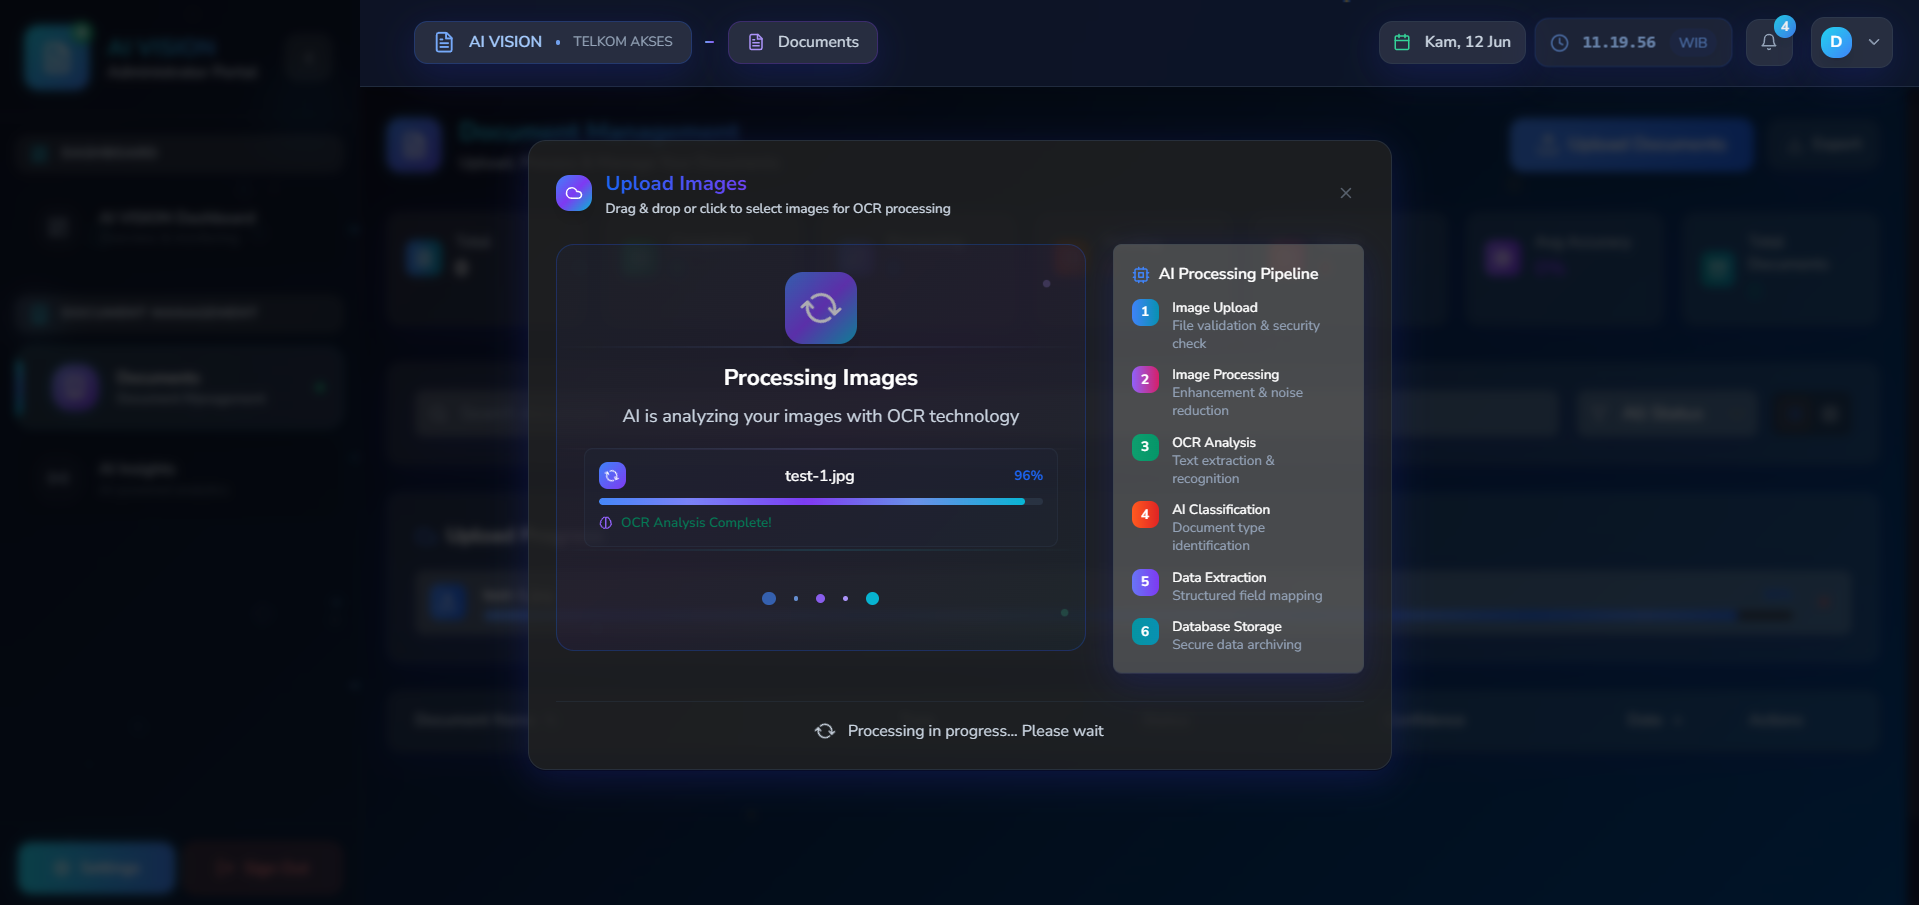 AI VISION • TELKOM AKSES – Documents
Kam, 12 Jun
11.19.56 WIB
4
D
Document Management
Upload Documents
Upload Images
Drag & drop or click to select images for OCR processing
Processing Images
AI is analyzing your images with OCR technology
test-1.jpg 96%
OCR Analysis Complete!
AI Processing Pipeline
1 Image Upload
File validation & security
check
2 Image Processing
Enhancement & noise
reduction
3 OCR Analysis
Text extraction &
recognition
4 AI Classification
Document type
identification
5 Data Extraction
Structured field mapping
6 Database Storage
Secure data archiving
Processing in progress... Please wait